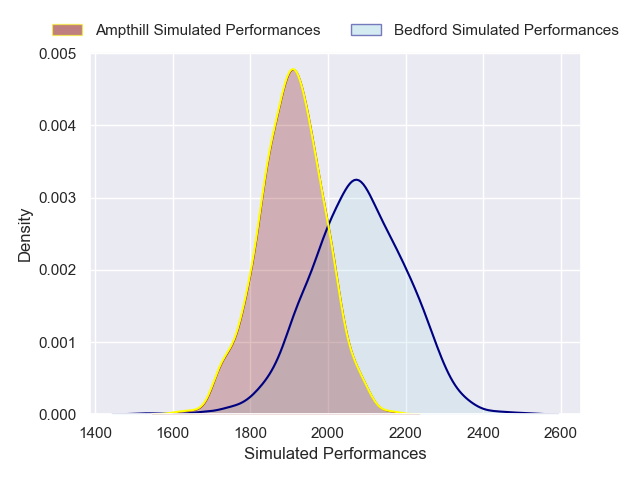 Ampthill Simulated Performances Bedford Simulated Performances
0.005
0.004
0.003
0.002
0.001
0.000
Density
1400 1600 1800 2000 2200 2400 2600
Simulated Performances